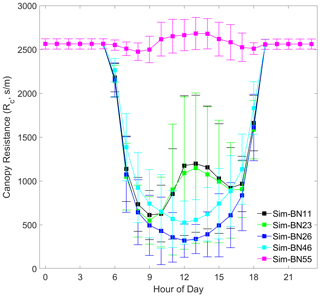 3000
2500
2000
1500
1000
500
0
Canopy Resistance (Rc, s/m)
0 3 6 9 12 15 18 21
Hour of Day
Sim-BN11
Sim-BN23
Sim-BN26
Sim-BN46
Sim-BN55